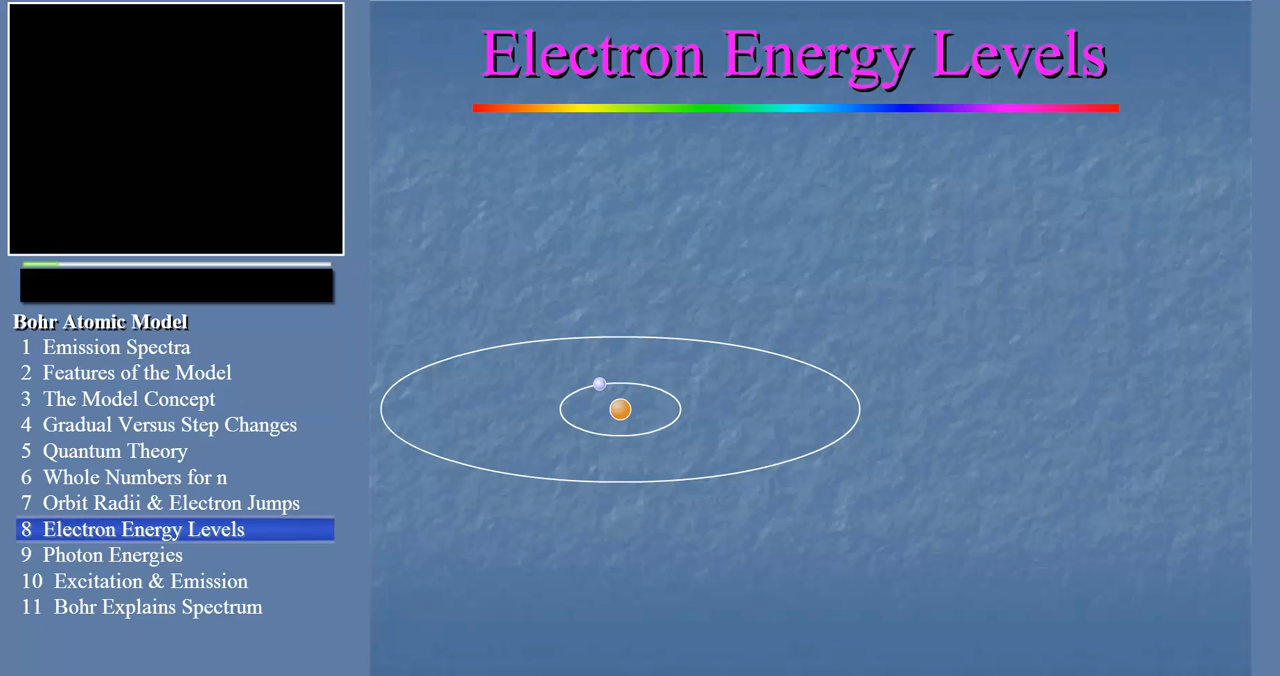 Electron Energy Levels
Bohr Atomic Model
1 Emission Spectra
2 Features of the Model
3 The Model Concept
4 Gradual Versus Step Changes
5 Quantum Theory
6 Whole Numbers for n
7 Orbit Radii & Electron Jumps
8 Electron Energy Levels
9 Photon Energies
10 Excitation & Emission
11 Bohr Explains Spectrum